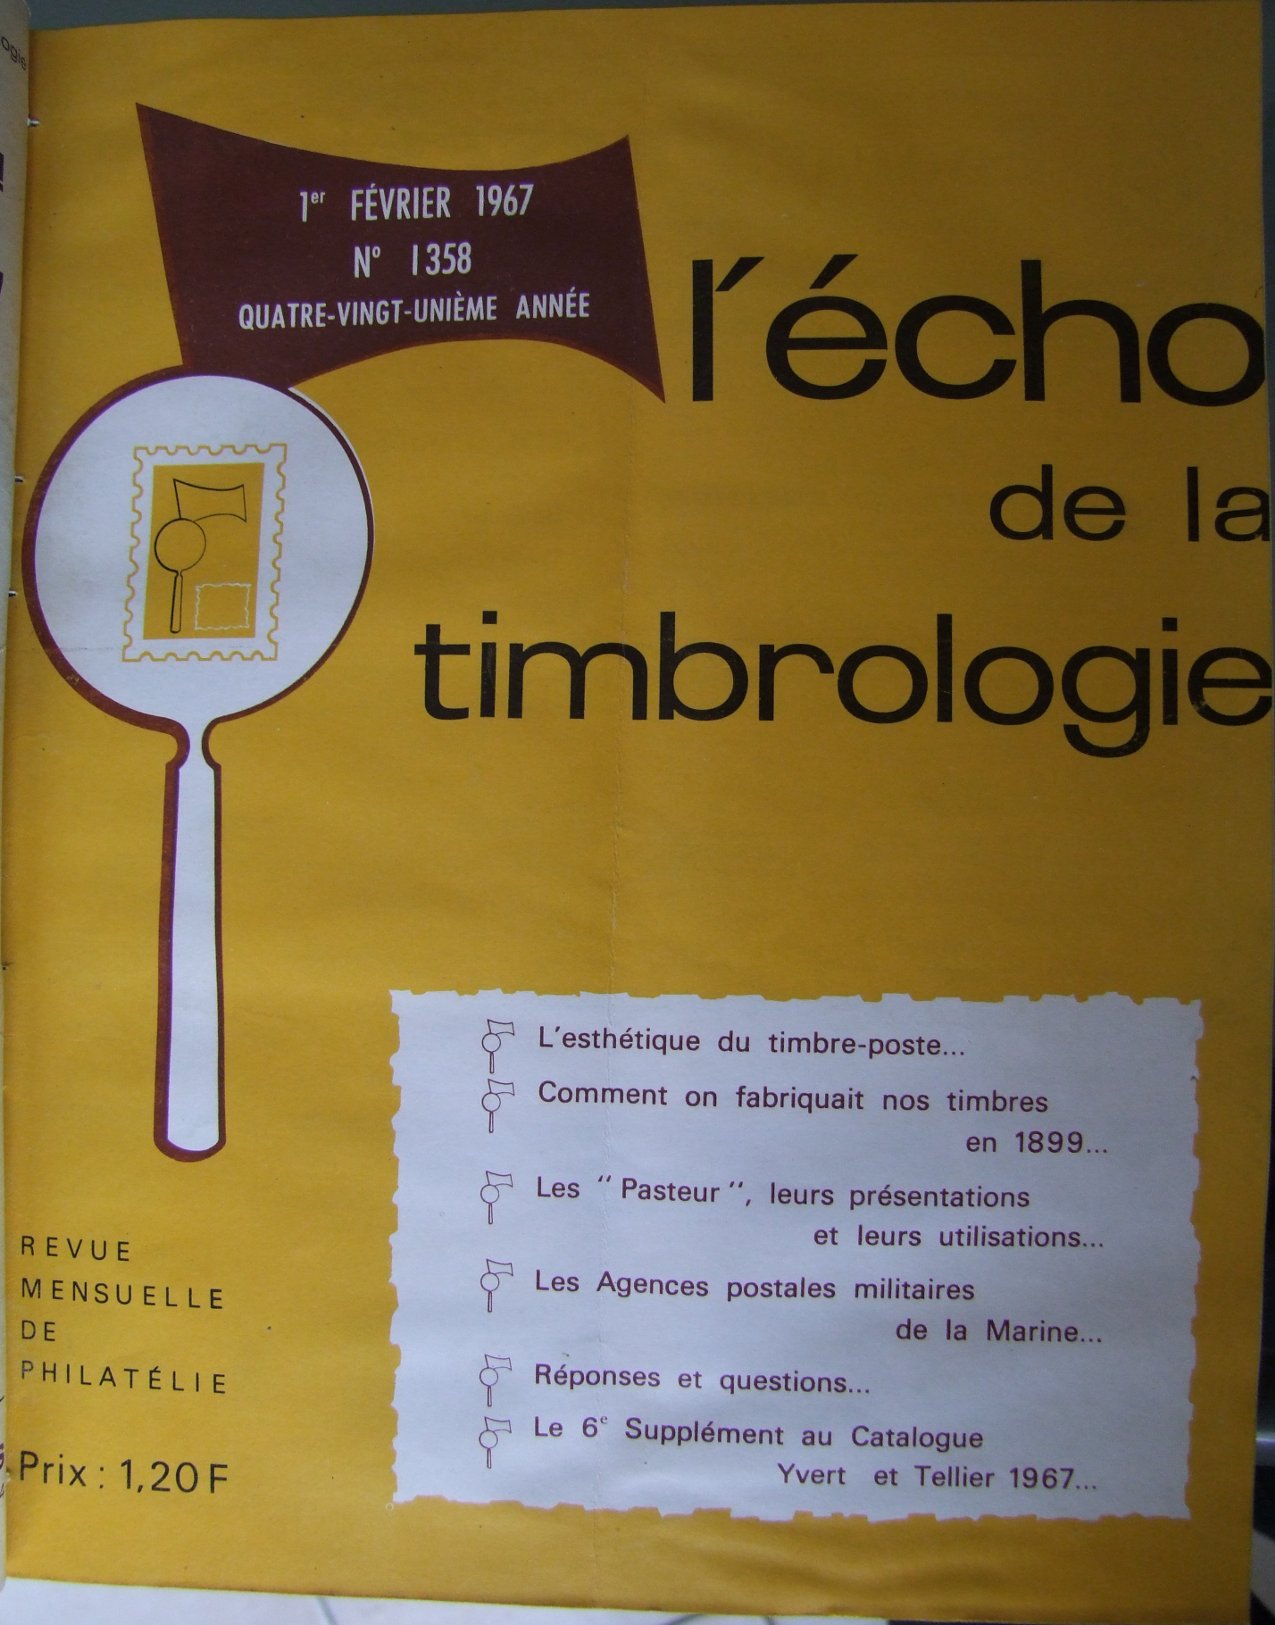 1er FÉVRIER 1967
Nº 1358
QUATRE-VINGT-UNIÈME ANNÉE
l'écho
de la
timbrologie
L'esthétique du timbre-poste...
Comment on fabriquait nos timbres
en 1899...
Les "Pasteur", leurs présentations
et leurs utilisations...
Les Agences postales militaires
de la Marine...
Réponses et questions...
Le 6e Supplément au Catalogue
Yvert et Tellier 1967...
REVUE
MENSUELLE
DE
PHILATÉLIE
Prix : 1,20 F